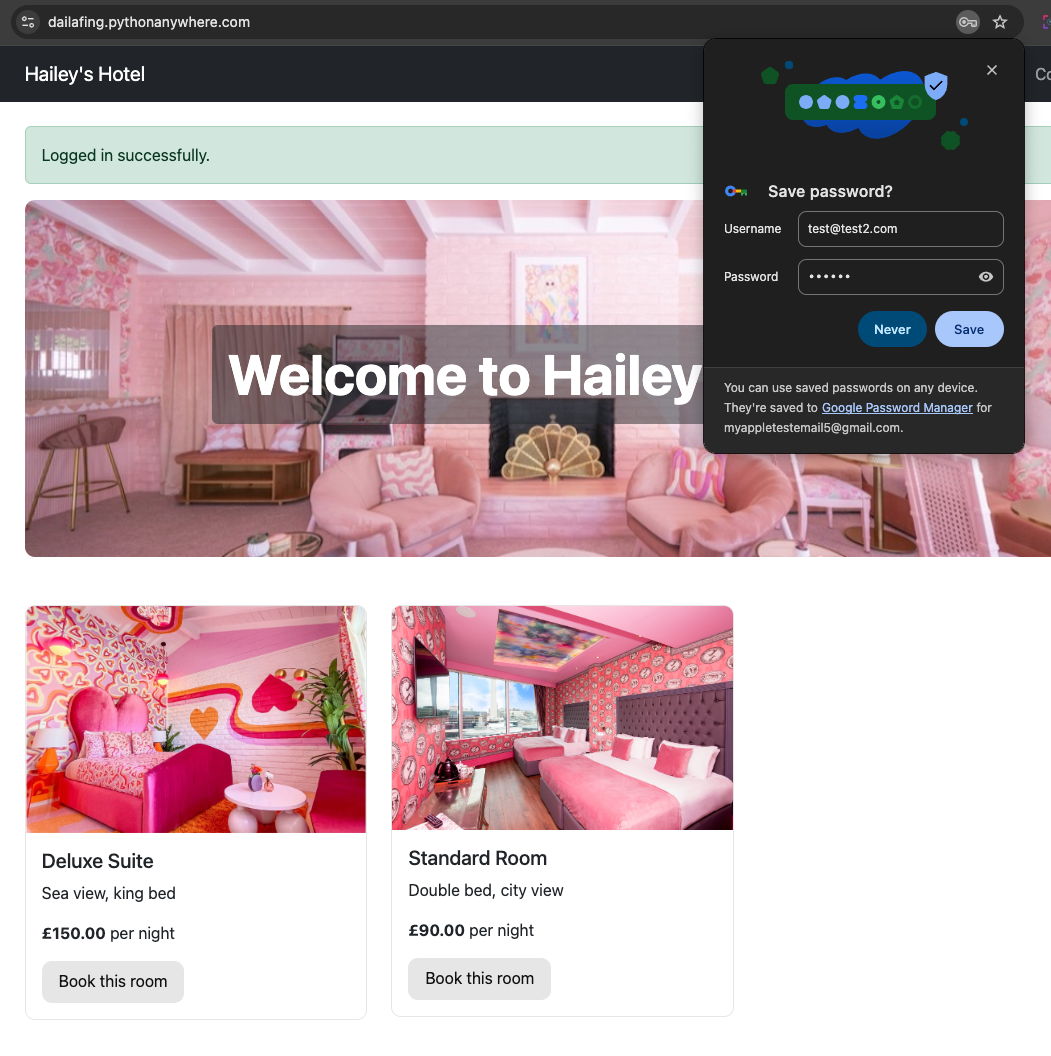 dailafing.pythonanywhere.com
Hailey's Hotel
Co
Logged in successfully.
Welcome to Hailey
Save password?
Username
test@test2.com
Password
••••••
Never
Save
You can use saved passwords on any device.
They're saved to Google Password Manager for
myappletestemail5@gmail.com.
Deluxe Suite
Sea view, king bed
£150.00 per night
Book this room
Standard Room
Double bed, city view
£90.00 per night
Book this room